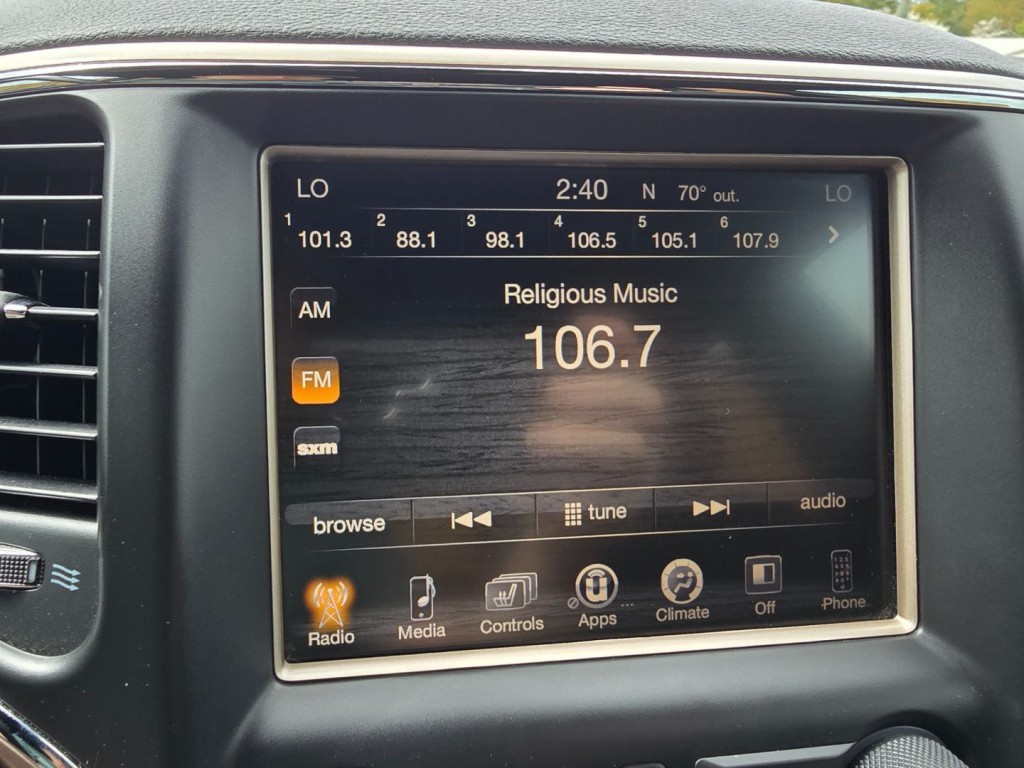 LO 2:40 N 70° out. LO
1 101.3 2 88.1 3 98.1 4 106.5 5 105.1 6 107.9
AM
Religious Music
106.7
FM
sxm
browse tune audio
Radio Media Controls Apps Climate Off Phone